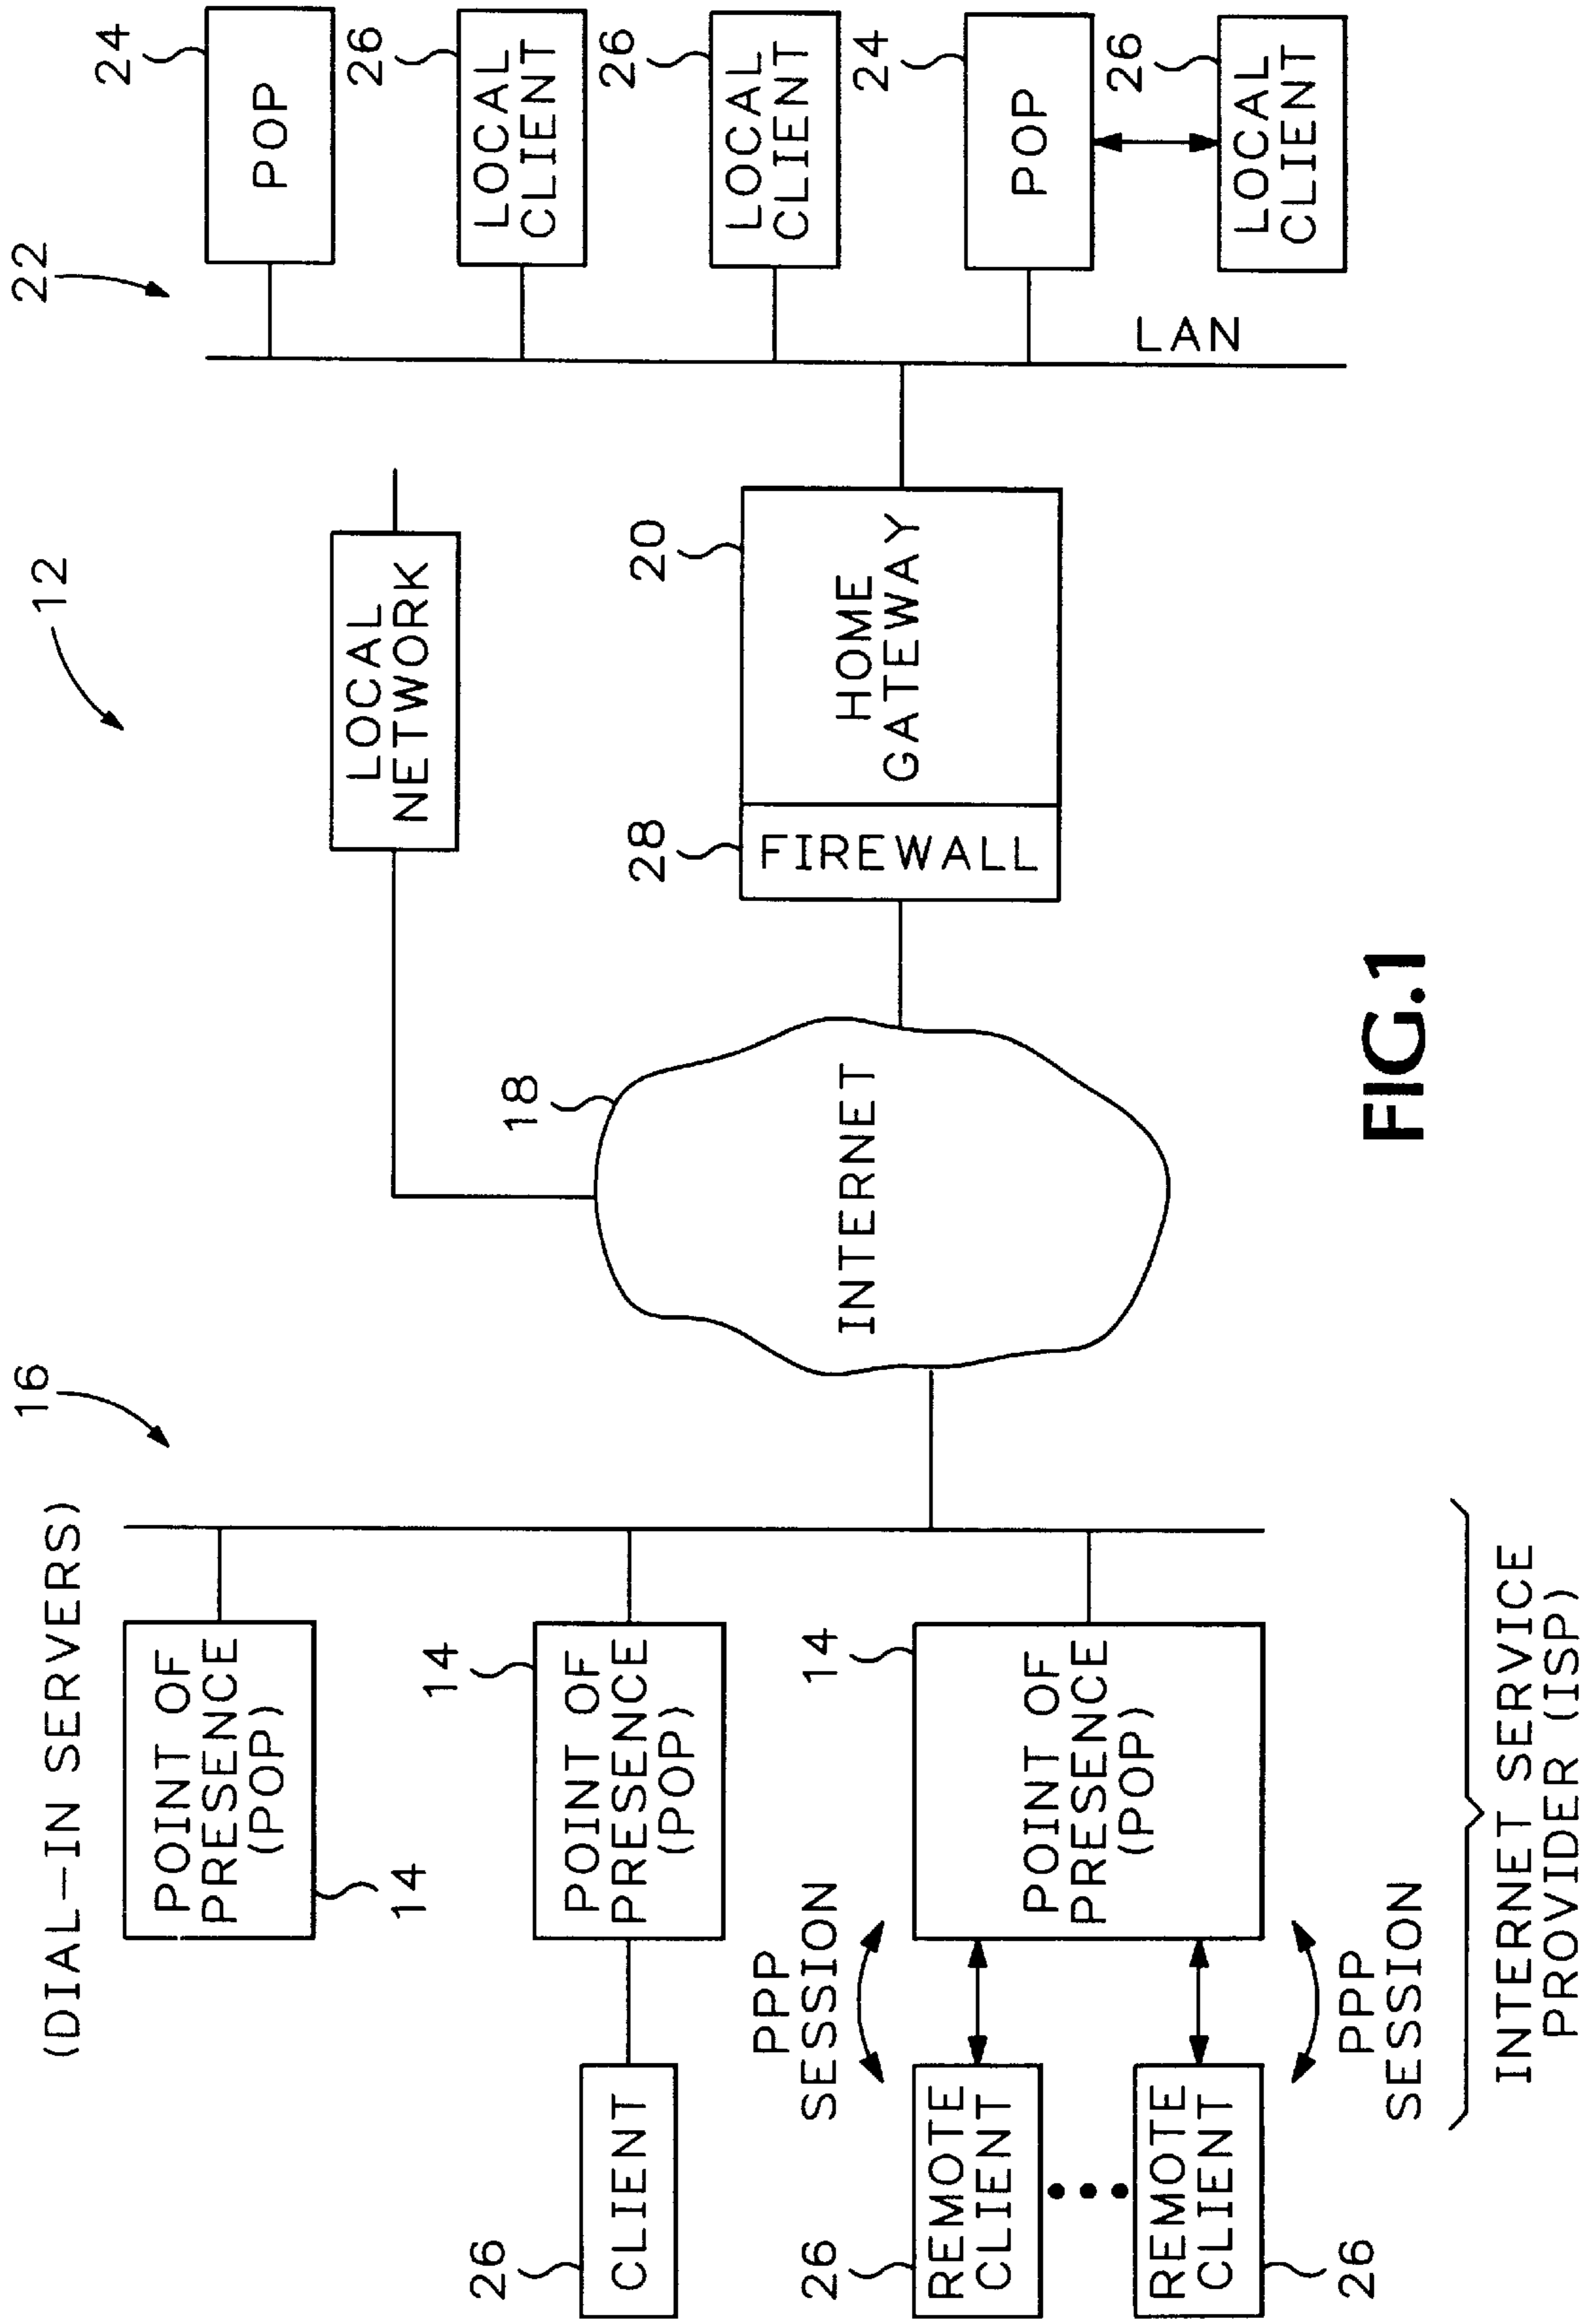 (DIAL-IN SERVERS)
16
12
22
POINT OF
PRESENCE
(POP)
14
LOCAL
NETWORK
24
POP
26
LOCAL
CLIENT
26
CLIENT
14
POINT OF
PRESENCE
(POP)
18
INTERNET
28
FIREWALL
20
HOME
GATEWAY
26
LOCAL
CLIENT
PPP
SESSION
14
POINT OF
PRESENCE
(POP)
24
POP
26
REMOTE
CLIENT
LAN
26
LOCAL
CLIENT
REMOTE
CLIENT
26
PPP
SESSION
INTERNET SERVICE
PROVIDER (ISP)
FIG.1